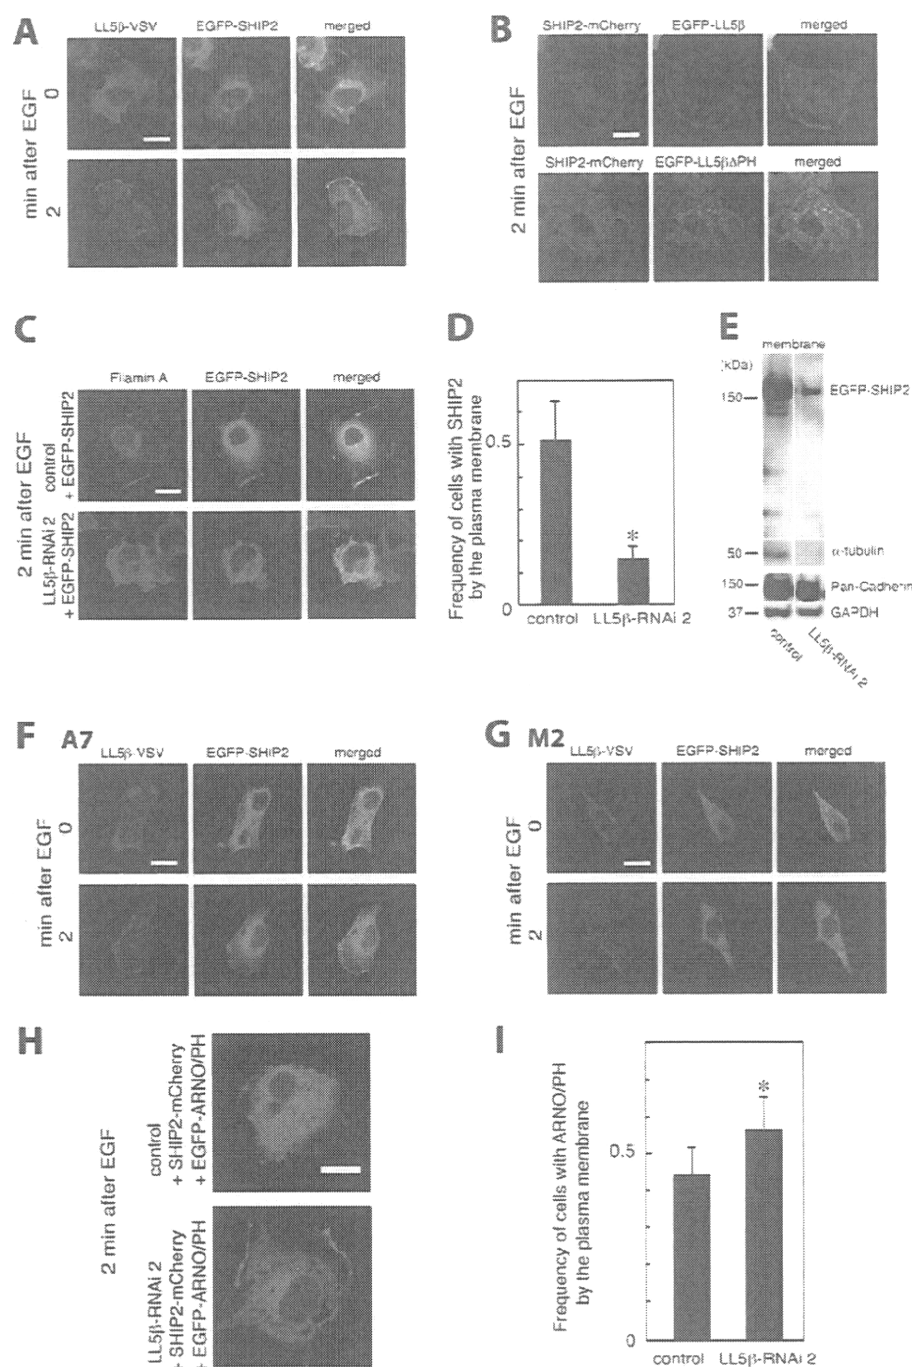 A
LL5β-VSV EGFP-SHIP2 merged
min after EGF
0
2
B
SHIP2-mCherry EGFP-LL5β merged
2 min after EGF
SHIP2-mCherry EGFP-LL5βΔPH merged
C
Filamin A EGFP-SHIP2 merged
2 min after EGF
control
+ EGFP-SHIP2
LL5β-RNAi 2
+ EGFP-SHIP2
D
Frequency of cells with SHIP2
by the plasma membrane
0.5
0
*
control LL5β-RNAi 2
E
membrane
(kDa)
150 EGFP-SHIP2
50 α-tubulin
150 Pan-Cadherin
37 GAPDH
control LL5β-RNAi 2
F A7
LL5β-VSV EGFP-SHIP2 merged
min after EGF
0
2
G M2
LL5β-VSV EGFP-SHIP2 merged
min after EGF
0
2
H
2 min after EGF
control
+ SHIP2-mCherry
+ EGFP-ARNO/PH
LL5β-RNAi 2
+ SHIP2-mCherry
+ EGFP-ARNO/PH
I
Frequency of cells with ARNO/PH
by the plasma membrane
0.5
0
*
control LL5β-RNAi 2